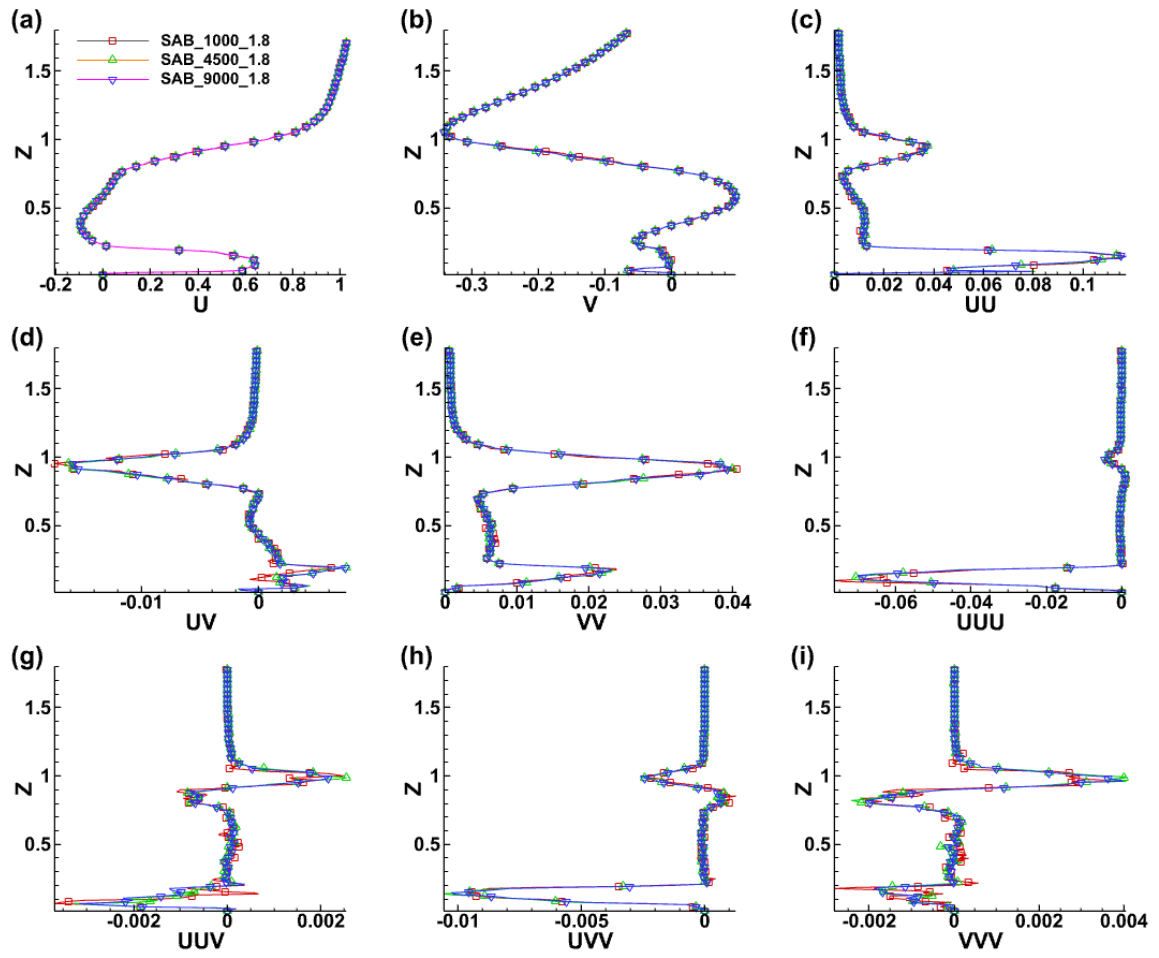 (a)
SAB_1000_1.8
SAB_4500_1.8
SAB_9000_1.8
Z
1.5
1
0.5
-0.2 0 0.2 0.4 0.6 0.8 1
U
(b)
Z
1.5
1
0.5
-0.3 -0.2 -0.1 0
V
(c)
Z
1.5
1
0.5
0 0.02 0.04 0.06 0.08 0.1
UU
(d)
Z
1.5
1
0.5
-0.01 0
UV
(e)
Z
1.5
1
0.5
0 0.01 0.02 0.03 0.04
VV
(f)
Z
1.5
1
0.5
-0.06 -0.04 -0.02 0
UUU
(g)
Z
1.5
1
0.5
-0.002 0 0.002
UUV
(h)
Z
1.5
1
0.5
-0.01 -0.005 0
UVV
(i)
Z
1.5
1
0.5
-0.002 0 0.002 0.004
VVV